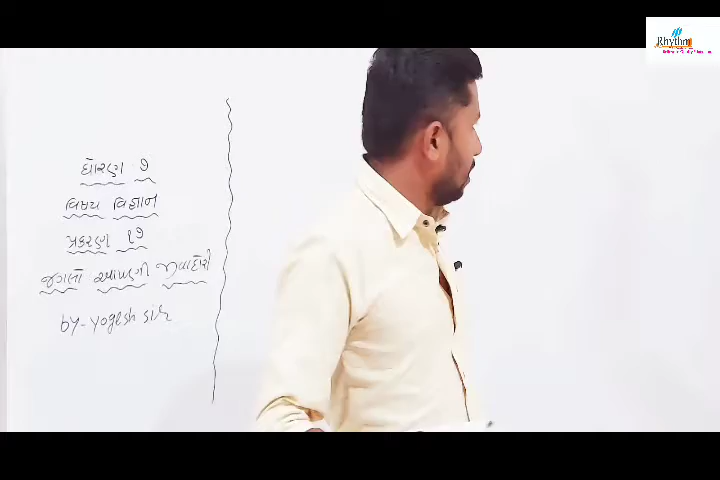 Rhythm
ધોરણ ૭
વિષય વિજ્ઞાન
પ્રકરણ ૧૭
જંગલો આપણી જીવાદોરી
by-yogesh sir